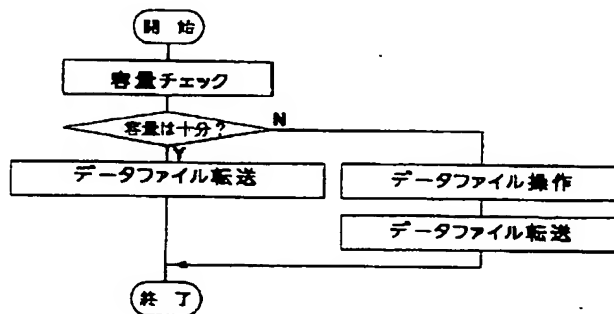 開始
容量チェック
容量は十分?
N
Y
データファイル転送
データファイル操作
データファイル転送
終了